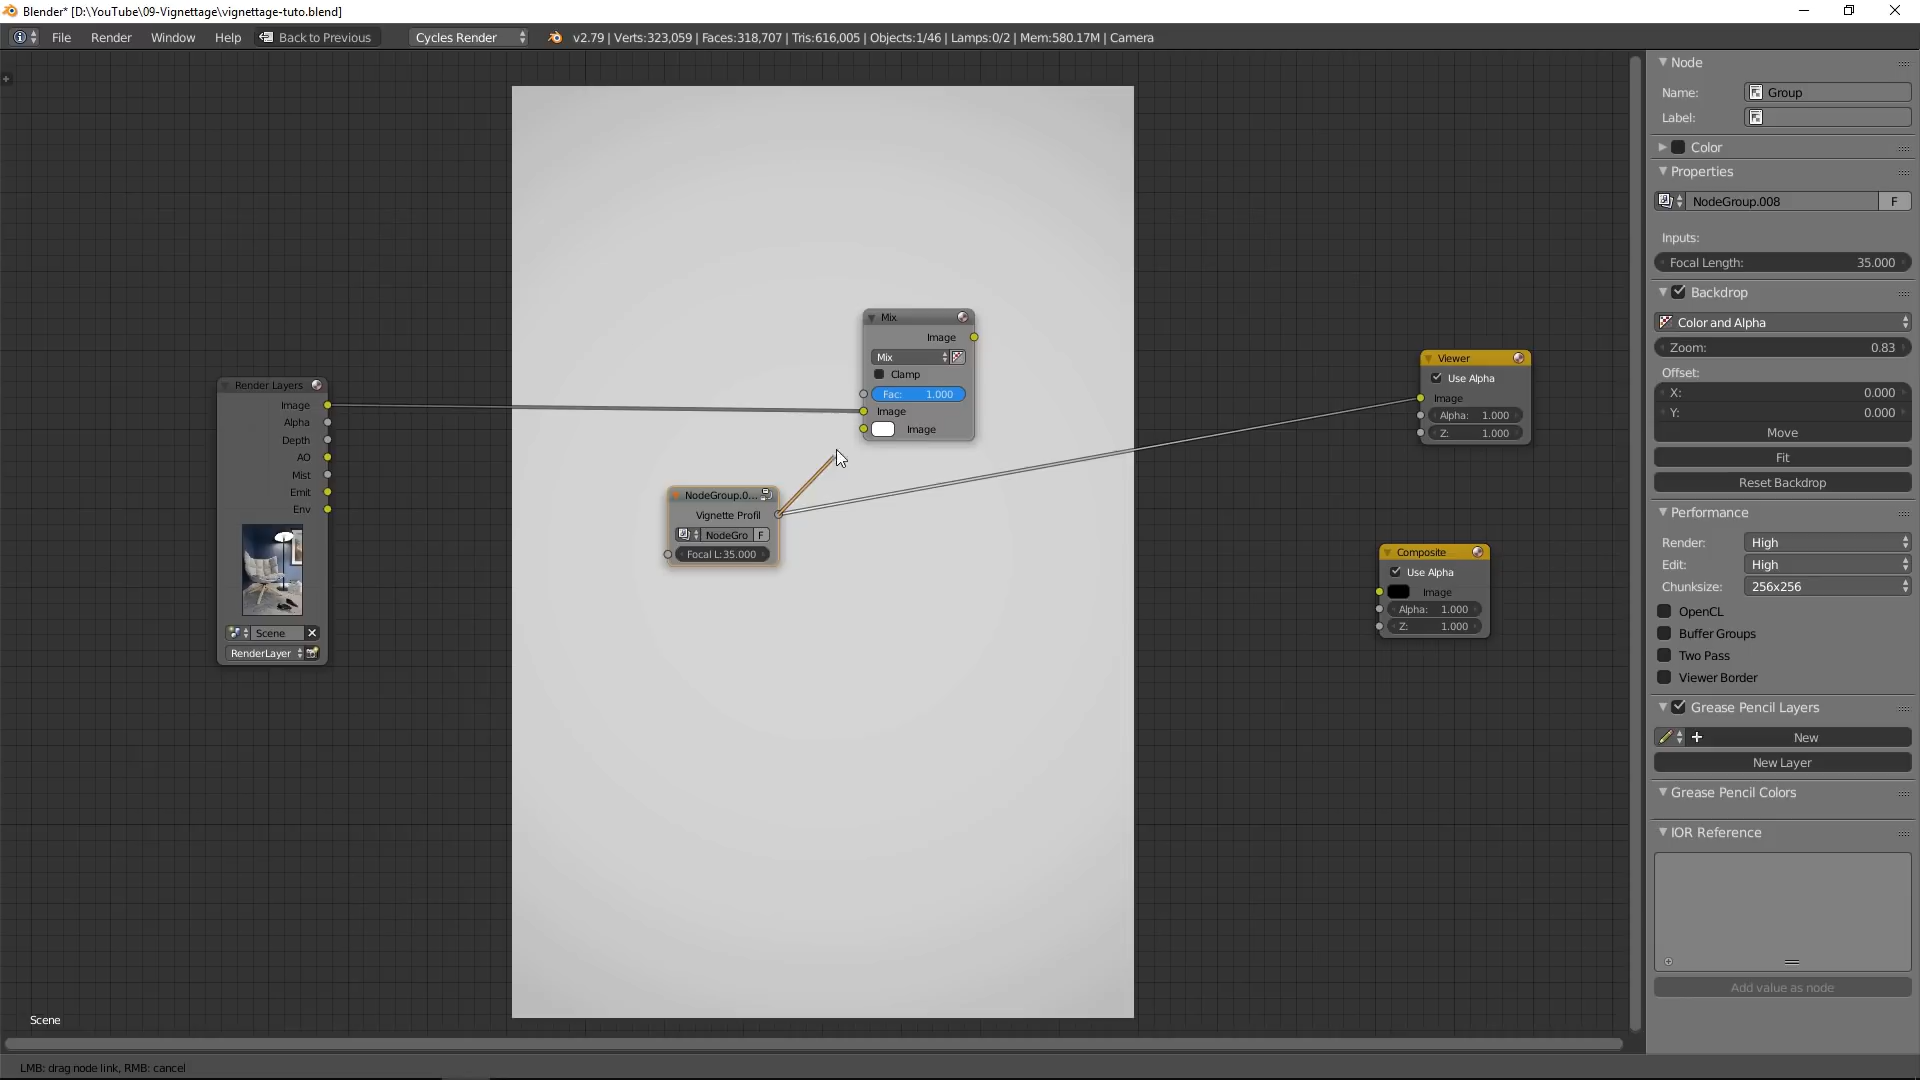 Blender* [D:\YouTube\09-Vignettage\vignettage-tuto.blend]
File Render Window Help Back to Previous Cycles Render v2.79 | Verts:323,059 | Faces:318,707 | Tris:616,005 | Objects:1/46 | Lamps:0/2 | Mem:580.17M | Camera
Render Layers
Image
Alpha
Depth
AO
Mist
Emit
Env
Scene
RenderLayer
Mix
Image
Mix
Clamp
Fac: 1.000
Image
Image
NodeGroup.0...
Vignette Profil
NodeGro F
Focal L: 35.000
Viewer
Use Alpha
Image
Alpha: 1.000
Z: 1.000
Composite
Use Alpha
Image
Alpha: 1.000
Z: 1.000
Node
Name: Group
Label:
Color
Properties
NodeGroup.008 F
Inputs:
Focal Length: 35.000
Backdrop
Color and Alpha
Zoom: 0.83
Offset:
X: 0.000
Y: 0.000
Move
Fit
Reset Backdrop
Performance
Render: High
Edit: High
Chunksize: 256x256
OpenCL
Buffer Groups
Two Pass
Viewer Border
Grease Pencil Layers
New
New Layer
Grease Pencil Colors
IOR Reference
Add value as node
Scene
LMB: drag node link, RMB: cancel